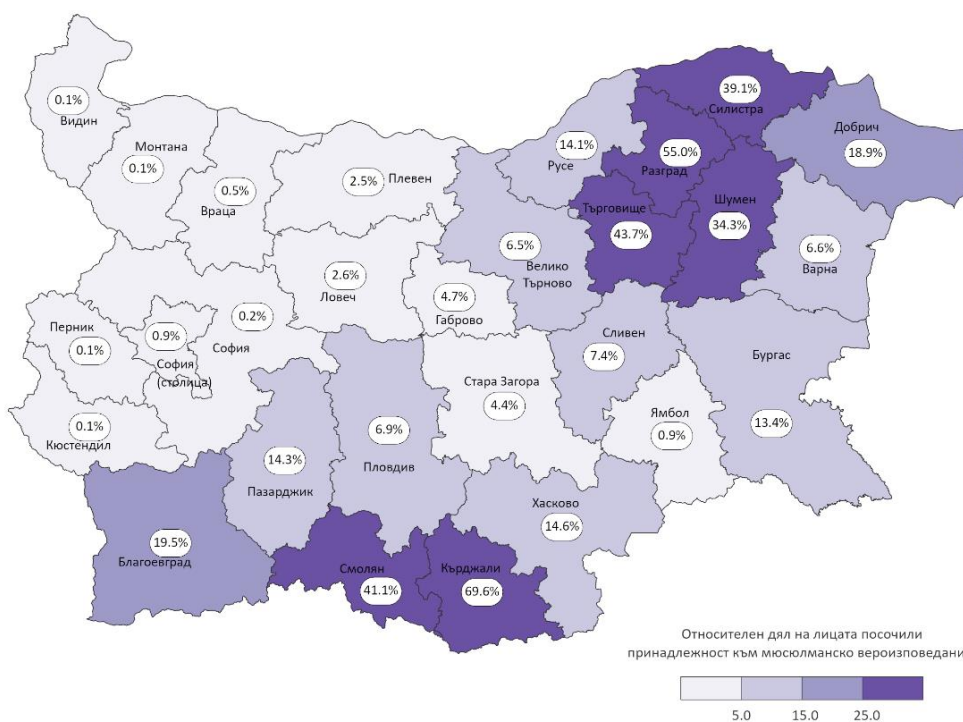 39.1%
Силистра
0.1%
Видин
Добрич
18.9%
Монтана
0.1%
14.1%
Русе
55.0%
Разград
2.5%
Плевен
0.5%
Враца
Търговище
43.7%
Шумен
34.3%
6.5%
Велико
Търново
6.6%
Варна
2.6%
Ловеч
4.7%
Габрово
0.2%
София
Перник
0.1%
0.9%
София
(столица)
Сливен
7.4%
Бургас
13.4%
Стара Загора
4.4%
Ямбол
0.9%
0.1%
Кюстендил
6.9%
Пловдив
14.3%
Пазарджик
Хасково
14.6%
19.5%
Благоевград
Смолян
41.1%
Кърджали
69.6%
Относителен дял на лицата посочили
принадлежност към мюсюлманско вероизповедани
5.0 15.0 25.0